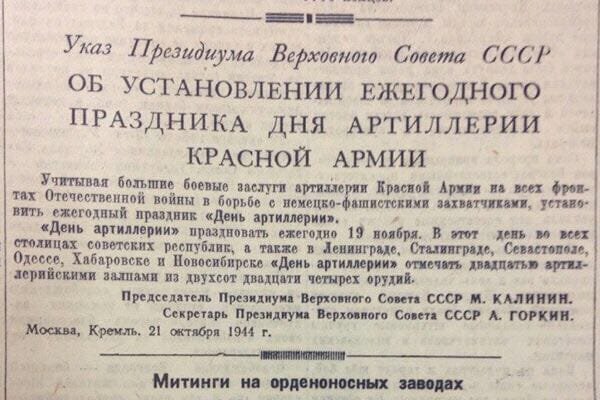 Указ Президиума Верховного Совета СССР
ОБ УСТАНОВЛЕНИИ ЕЖЕГОДНОГО
ПРАЗДНИКА ДНЯ АРТИЛЛЕРИИ
КРАСНОЙ АРМИИ
Учитывая большие боевые заслуги артиллерии Красной Армии на всех фрон-
тах Отечественной войны в борьбе с немецко-фашистскими захватчиками, устано-
вить ежегодный праздник «День артиллерии».
«День артиллерии» праздновать ежегодно 19 ноября. В этот день во всех
столицах советских республик, а также в Ленинграде, Сталинграде, Севастополе,
Одессе, Хабаровске и Новосибирске «День артиллерии» отмечать двадцатью артил-
лерийскими залпами из двухсот двадцати четырех орудий.
Председатель Президиума Верховного Совета СССР М. КАЛИНИН.
Секретарь Президиума Верховного Совета СССР А. ГОРКИН.
Москва, Кремль. 21 октября 1944 г.
Митинги на орденоносных заводах